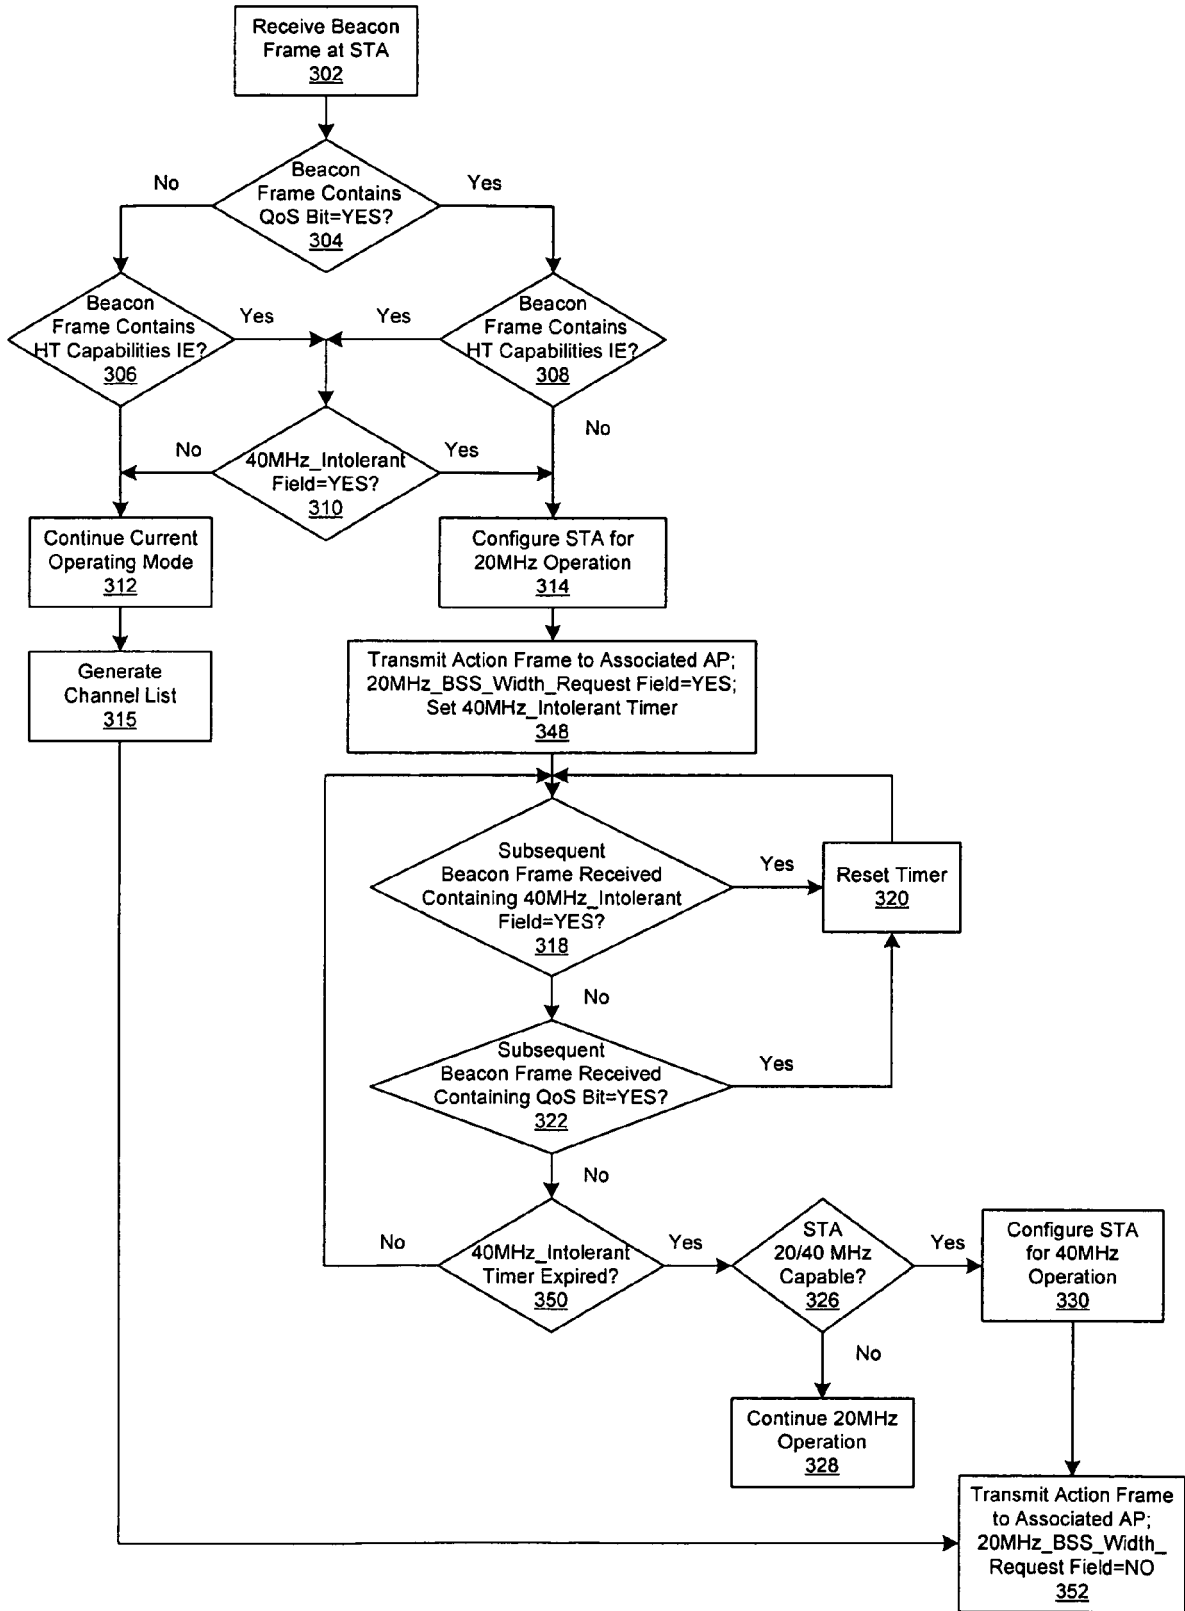 Receive Beacon
Frame at STA
302
Beacon
Frame Contains
QoS Bit=YES?
304
No
Yes
Beacon
Frame Contains
HT Capabilities IE?
306
Yes
Yes
Beacon
Frame Contains
HT Capabilities IE?
308
No
40MHz_Intolerant
Field=YES?
310
No
Yes
Continue Current
Operating Mode
312
Configure STA for
20MHz Operation
314
Generate
Channel List
315
Transmit Action Frame to Associated AP;
20MHz_BSS_Width_Request Field=YES;
Set 40MHz_Intolerant Timer
348
Subsequent
Beacon Frame Received
Containing 40MHz_Intolerant
Field=YES?
318
Yes
Reset Timer
320
No
Subsequent
Beacon Frame Received
Containing QoS Bit=YES?
322
Yes
No
No
40MHz_Intolerant
Timer Expired?
350
Yes
STA
20/40 MHz
Capable?
326
Yes
Configure STA
for 40MHz
Operation
330
No
Continue 20MHz
Operation
328
Transmit Action Frame
to Associated AP;
20MHz_BSS_Width_
Request Field=NO
352